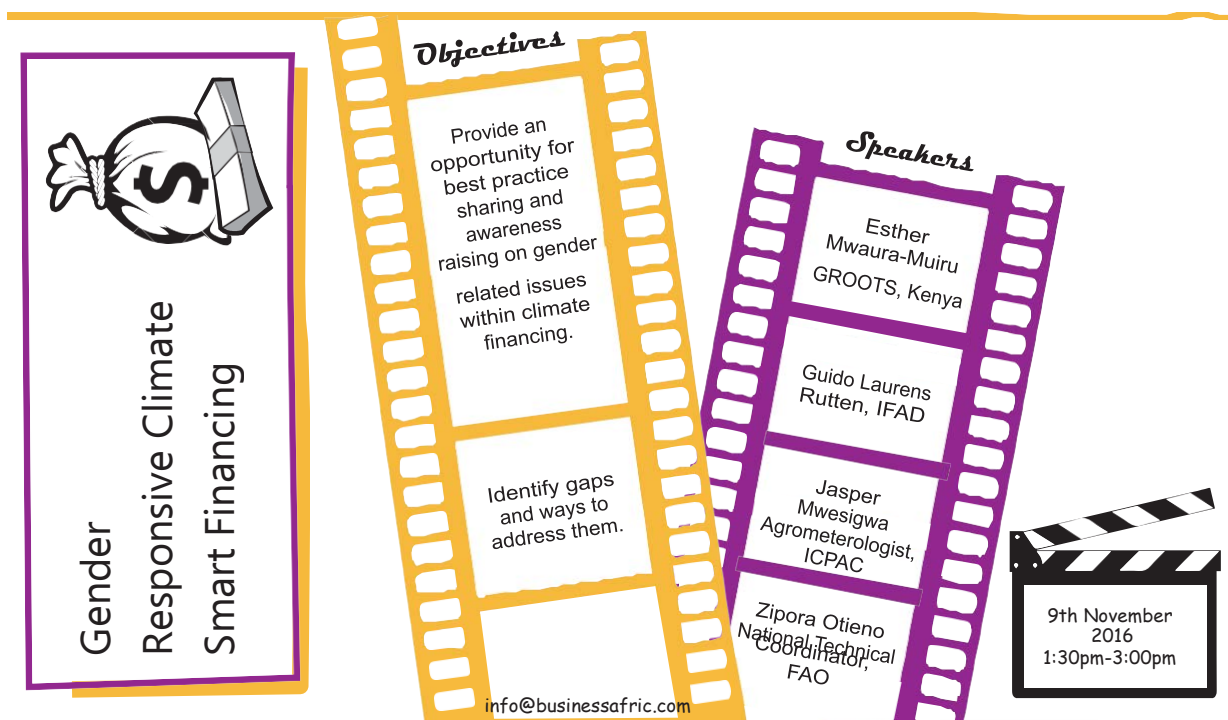 Gender
Responsive Climate
Smart Financing
Objectives
Provide an
opportunity for
best practice
sharing and
awareness
raising on gender
related issues
within climate
financing.
Identify gaps
and ways to
address them.
info@businessafric.com
Speakers
Esther
Mwaura-Muiru
GROOTS, Kenya
Guido Laurens
Rutten, IFAD
Jasper
Mwesigwa
Agrometerologist,
ICPAC
Zipora Otieno
National Technical
Coordinator,
FAO
9th November
2016
1:30pm-3:00pm
$